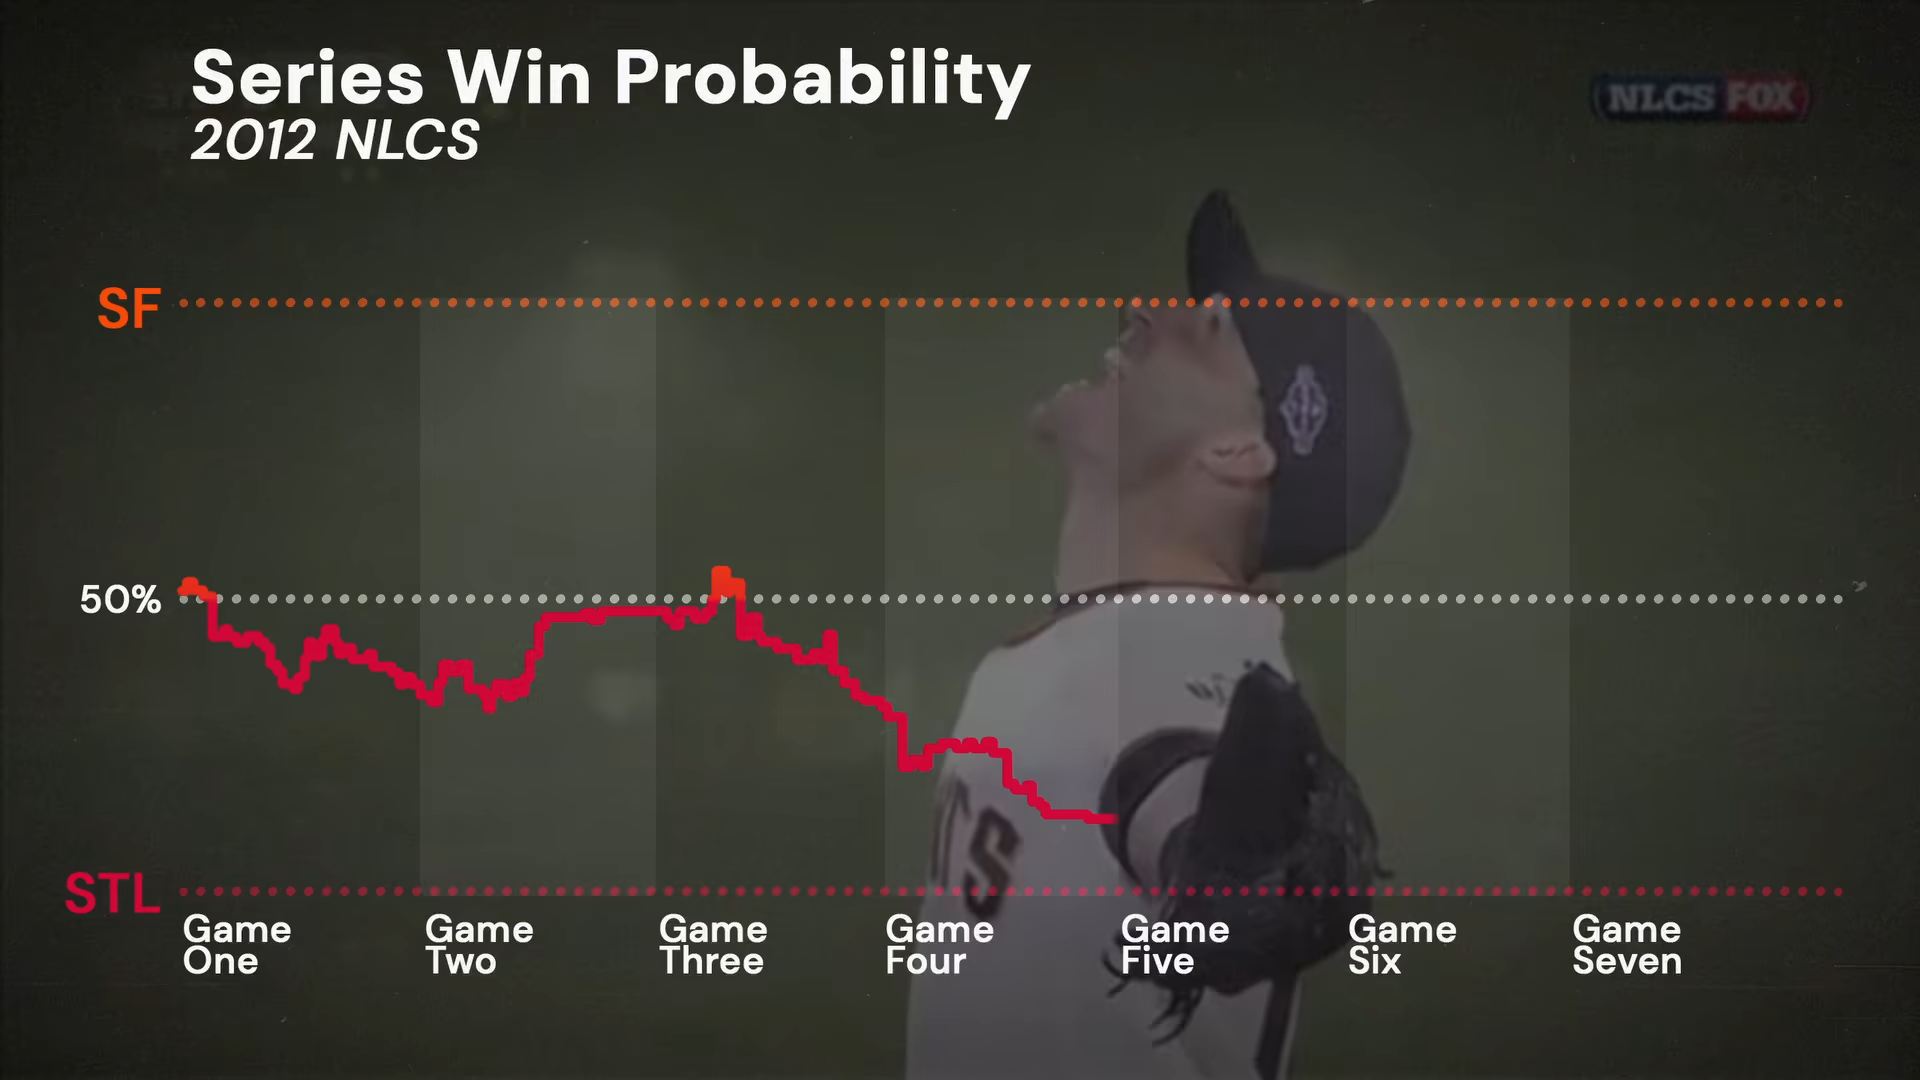 Series Win Probability
2012 NLCS
NLCS FOX
SF
50%
STL
Game
One
Game
Two
Game
Three
Game
Four
Game
Five
Game
Six
Game
Seven
TS